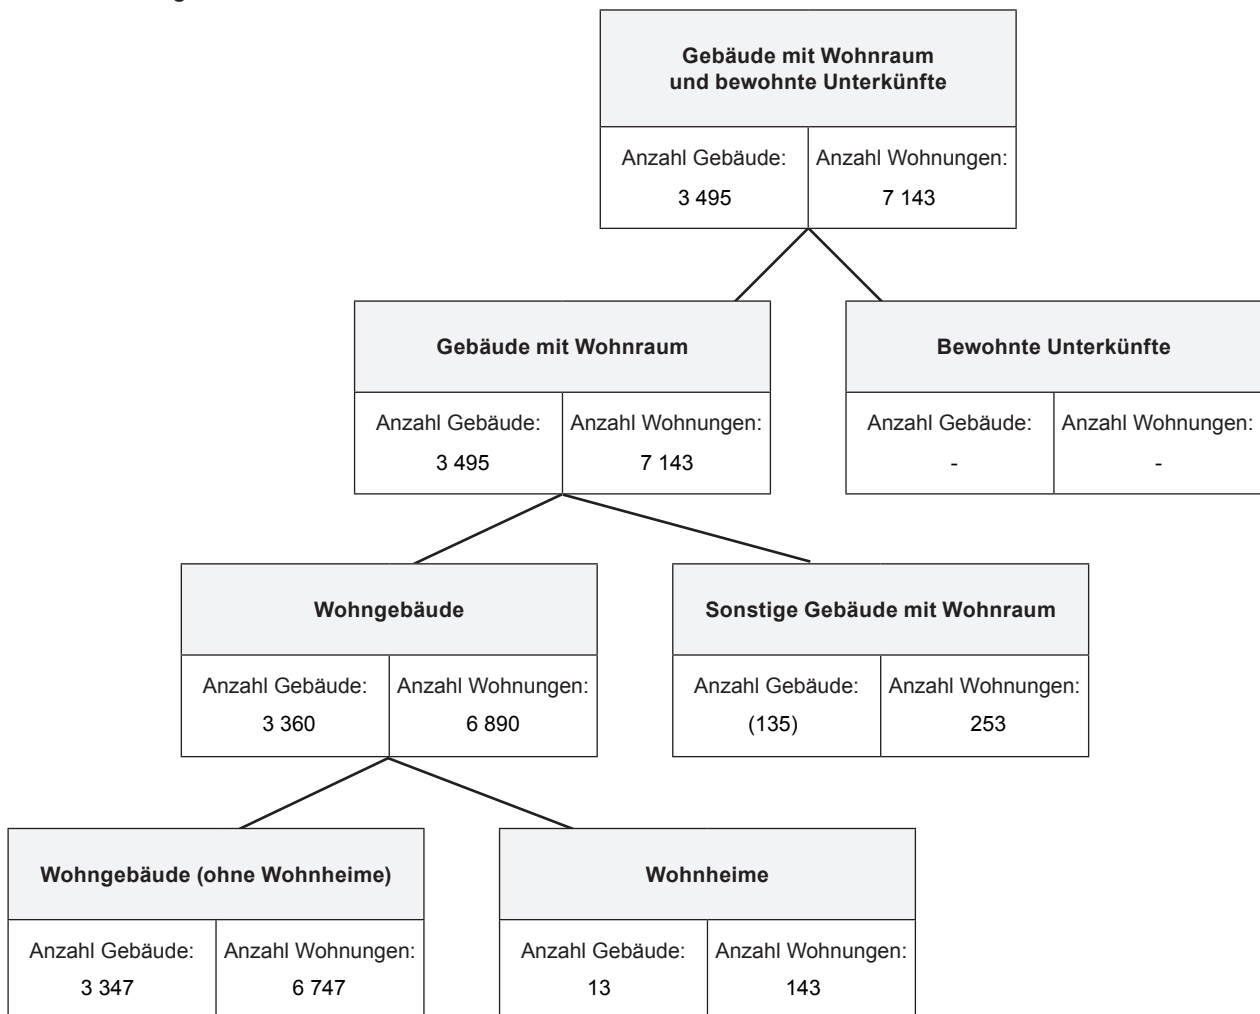 Gebäude mit Wohnraum
und bewohnte Unterkünfte
Anzahl Gebäude: Anzahl Wohnungen:
3 495 7 143
Gebäude mit Wohnraum Bewohnte Unterkünfte
Anzahl Gebäude: Anzahl Wohnungen: Anzahl Gebäude: Anzahl Wohnungen:
3 495 7 143 - -
Wohngebäude Sonstige Gebäude mit Wohnraum
Anzahl Gebäude: Anzahl Wohnungen: Anzahl Gebäude: Anzahl Wohnungen:
3 360 6 890 (135) 253
Wohngebäude (ohne Wohnheime) Wohnheime
Anzahl Gebäude: Anzahl Wohnungen: Anzahl Gebäude: Anzahl Wohnungen:
3 347 6 747 13 143